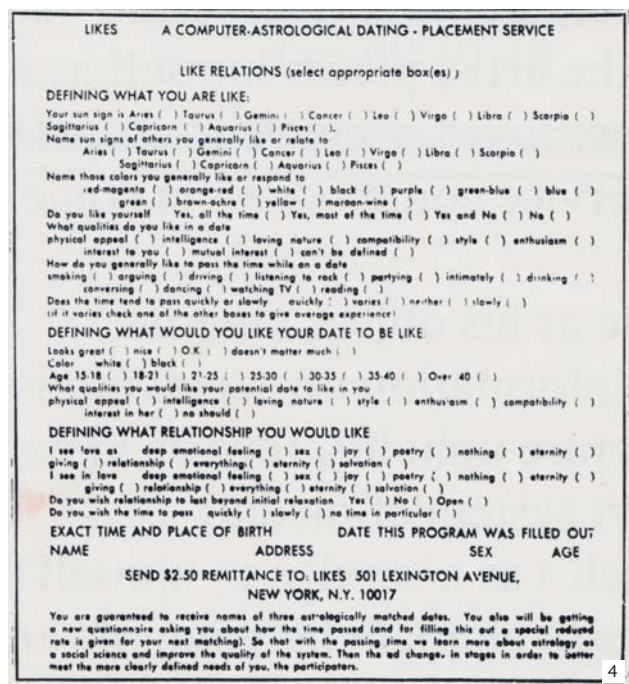 LIKES A COMPUTER-ASTROLOGICAL DATING - PLACEMENT SERVICE
LIKE RELATIONS (select appropriate box(es) )
DEFINING WHAT YOU ARE LIKE:
Your sun sign is Aries ( ) Taurus ( ) Gemini ( ) Cancer ( ) Leo ( ) Virgo ( ) Libra ( ) Scorpio ( )
Sagittarius ( ) Capricorn ( ) Aquarius ( ) Pisces ( ).
Name sun signs of others you generally like or relate to
Aries ( ) Taurus ( ) Gemini ( ) Cancer ( ) Leo ( ) Virgo ( ) Libra ( ) Scorpio ( )
Sagittarius ( ) Capricorn ( ) Aquarius ( ) Pisces ( )
Name those colors you generally like or respond to
red-magenta ( ) orange-red ( ) white ( ) black ( ) purple ( ) green-blue ( ) blue ( )
green ( ) brown-ochre ( ) yellow ( ) maroon-wine ( )
Do you like yourself Yes, all the time ( ) Yes, most of the time ( ) Yes and No ( ) No ( )
What qualities do you like in a date
physical appeal ( ) intelligence ( ) loving nature ( ) compatibility ( ) style ( ) enthusiasm ( )
interest to you ( ) mutual interest ( ) can't be defined ( )
How do you generally like to pass the time while on a date
smoking ( ) arguing ( ) driving ( ) listening to rock ( ) partying ( ) intimately ( ) drinking ( )
conversing ( ) dancing ( ) watching TV ( ) reading ( )
Does the time tend to pass quickly or slowly quickly ( ) varies ( ) neither ( ) slowly ( )
(if it varies check one of the other boxes to give average experience)
DEFINING WHAT WOULD YOU LIKE YOUR DATE TO BE LIKE
Looks great ( ) nice ( ) O.K. ( ) doesn't matter much ( )
Color white ( ) black ( )
Age 15-18 ( ) 18-21 ( ) 21-25 ( ) 25-30 ( ) 30-35 ( ) 35-40 ( ) Over 40 ( )
What qualities you would like your potential date to like in you
physical appeal ( ) intelligence ( ) loving nature ( ) style ( ) enthusiasm ( ) compatibility ( )
interest in her ( ) no should ( )
DEFINING WHAT RELATIONSHIP YOU WOULD LIKE
I see love as deep emotional feeling ( ) sex ( ) joy ( ) poetry ( ) nothing ( ) eternity ( )
giving ( ) relationship ( ) everything ( ) eternity ( ) salvation ( )
I see in love deep emotional feeling ( ) sex ( ) joy ( ) poetry ( ) nothing ( ) eternity ( )
giving ( ) relationship ( ) everything ( ) eternity ( ) salvation ( )
Do you wish relationship to last beyond initial relaxation Yes ( ) No ( ) Open ( )
Do you wish the time to pass quickly ( ) slowly ( ) no time in particular ( )
EXACT TIME AND PLACE OF BIRTH DATE THIS PROGRAM WAS FILLED OUT
NAME ADDRESS SEX AGE
SEND $2.50 REMITTANCE TO: LIKES 501 LEXINGTON AVENUE,
NEW YORK, N.Y. 10017
You are guaranteed to receive names of three astrologically matched dates. You also will be getting
a new questionnaire asking you about how the time passed (and for filling this out a special reduced
rate is given for your next matching). So that with the passing time we learn more about astrology as
a social science and improve the quality of the system. Then the ad change, in stages in order to better
meet the more clearly defined needs of you, the participators.
4